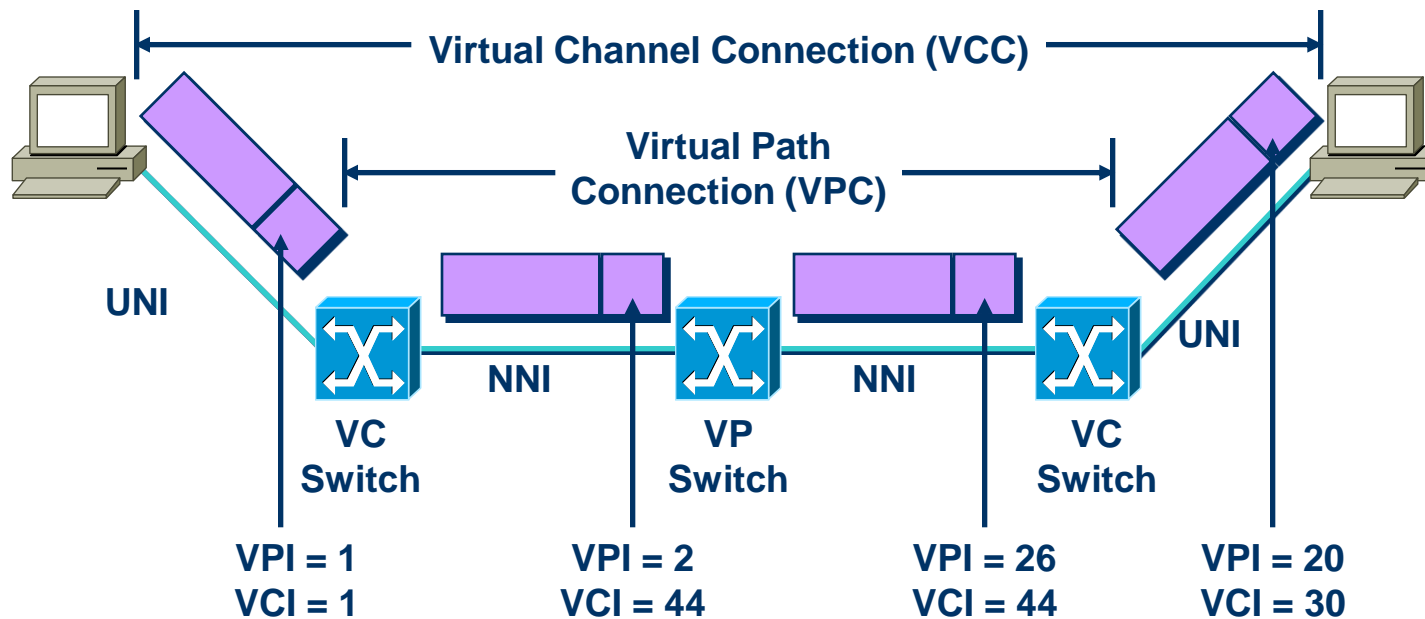 Virtual Channel Connection (VCC)
Virtual Path
Connection (VPC)
UNI
UNI
NNI
NNI
VC
Switch
VP
Switch
VC
Switch
VPI = 1
VCI = 1
VPI = 2
VCI = 44
VPI = 26
VCI = 44
VPI = 20
VCI = 30